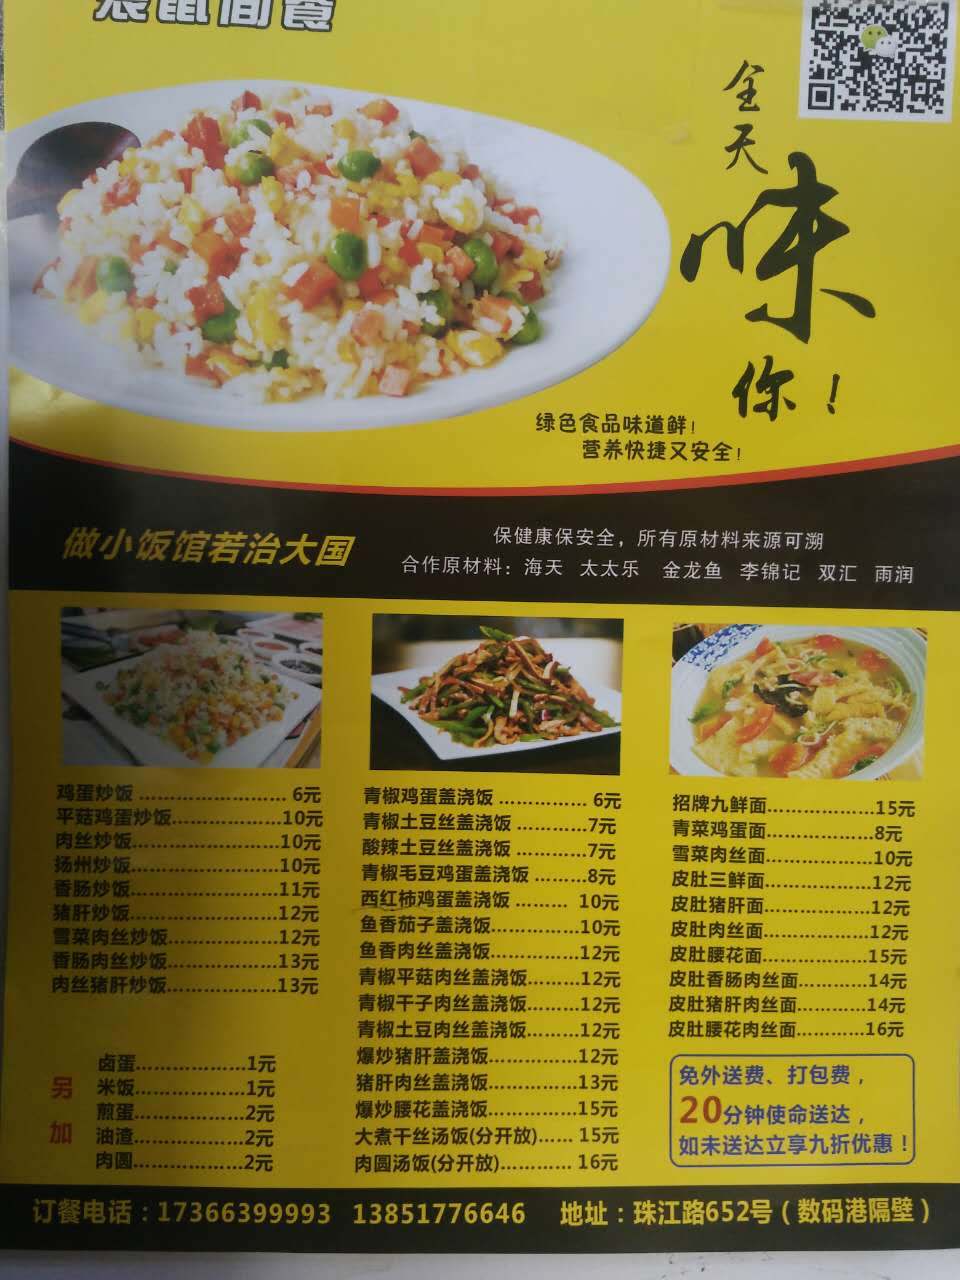 全天味你！
绿色食品味道鲜！
营养快捷又安全！
做小饭馆若治大国
保健康保安全，所有原材料来源可溯
合作原材料：海天 太太乐 金龙鱼 李锦记 双汇 雨润
鸡蛋炒饭........................6元
平菇鸡蛋炒饭..................10元
肉丝炒饭........................10元
扬州炒饭........................10元
香肠炒饭........................11元
猪肝炒饭........................12元
雪菜肉丝炒饭..................12元
香肠肉丝炒饭..................13元
肉丝猪肝炒饭..................13元
另加
卤蛋..................1元
米饭..................1元
煎蛋..................2元
油渣..................2元
肉圆..................2元
青椒鸡蛋盖浇饭...............6元
青椒土豆丝盖浇饭............7元
酸辣土豆丝盖浇饭............7元
青椒毛豆鸡蛋盖浇饭.........8元
西红柿鸡蛋盖浇饭.........10元
鱼香茄子盖浇饭...............10元
鱼香肉丝盖浇饭...............12元
青椒平菇肉丝盖浇饭.........12元
青椒干子肉丝盖浇饭.........12元
青椒土豆肉丝盖浇饭.........12元
爆炒猪肝盖浇饭...............12元
猪肝肉丝盖浇饭...............13元
爆炒腰花盖浇饭...............15元
大煮干丝汤饭(分开放)......15元
肉圆汤饭(分开放)............16元
招牌九鲜面..................15元
青菜鸡蛋面..................8元
雪菜肉丝面..................10元
皮肚三鲜面..................12元
皮肚猪肝面..................12元
皮肚肉丝面..................12元
皮肚腰花面..................15元
皮肚香肠肉丝面............14元
皮肚猪肝肉丝面............14元
皮肚腰花肉丝面............16元
免外送费、打包费，
20分钟使命送达，
如未送达立享九折优惠！
订餐电话：17366399993 13851776646 地址：珠江路652号（数码港隔壁）